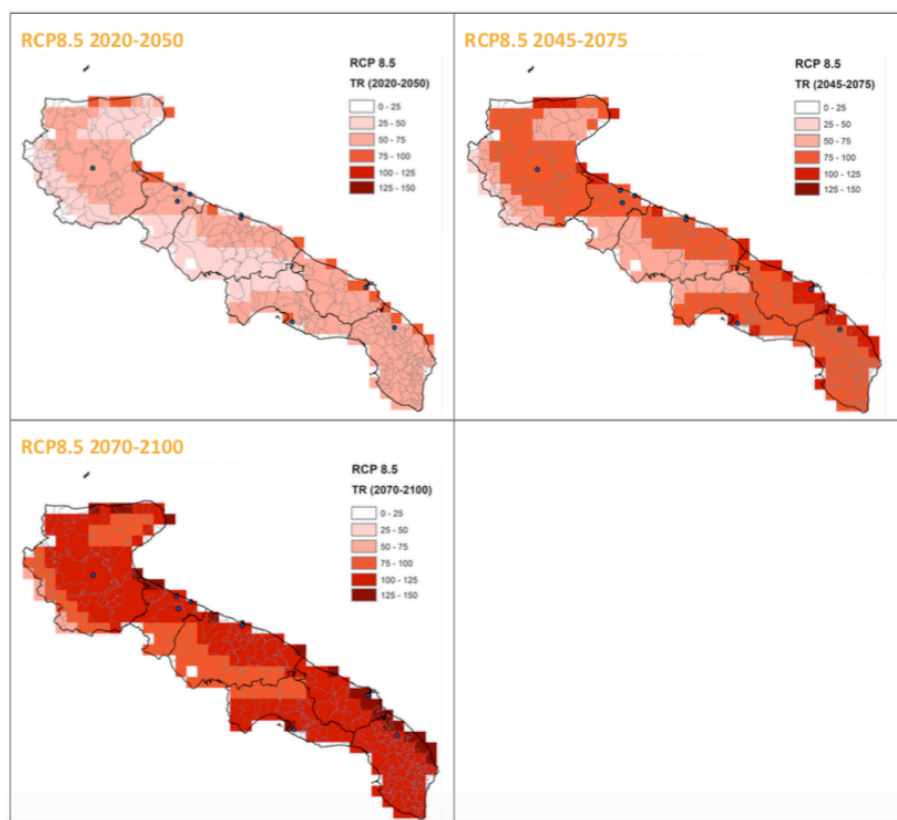 RCP8.5 2020-2050
RCP 8.5
TR (2020-2050)
0 - 25
25 - 50
50 - 75
75 - 100
100 - 125
125 - 150
RCP8.5 2045-2075
RCP 8.5
TR (2045-2075)
0 - 25
25 - 50
50 - 75
75 - 100
100 - 125
125 - 150
RCP8.5 2070-2100
RCP 8.5
TR (2070-2100)
0 - 25
25 - 50
50 - 75
75 - 100
100 - 125
125 - 150